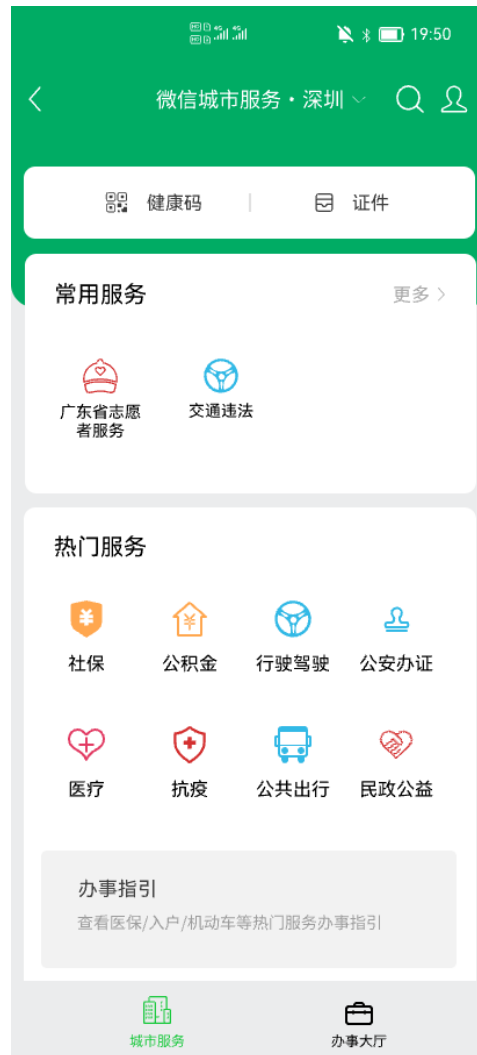 19:50
微信城市服务·深圳
健康码
证件
常用服务
更多
广东省志愿
者服务
交通违法
热门服务
社保
公积金
行驶驾驶
公安办证
医疗
抗疫
公共出行
民政公益
办事指引
查看医保/入户/机动车等热门服务办事指引
城市服务
办事大厅